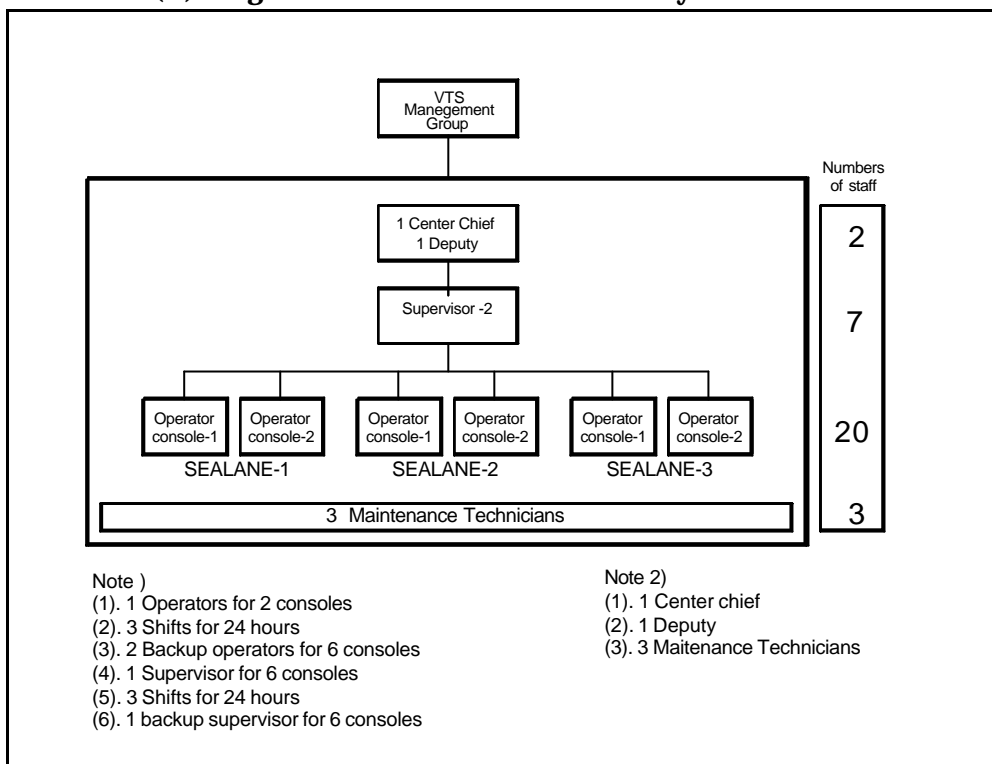 VTS
Manegement
Group
Numbers
of staff
1 Center Chief
1 Deputy
2
Supervisor -2
7
Operator
console-1
Operator
console-2
Operator
console-1
Operator
console-2
Operator
console-1
Operator
console-2
20
SEALANE-1
SEALANE-2
SEALANE-3
3 Maintenance Technicians
3
Note )
(1). 1 Operators for 2 consoles
(2). 3 Shifts for 24 hours
(3). 2 Backup operators for 6 consoles
(4). 1 Supervisor for 6 consoles
(5). 3 Shifts for 24 hours
(6). 1 backup supervisor for 6 consoles
Note 2)
(1). 1 Center chief
(2). 1 Deputy
(3). 3 Maitenance Technicians